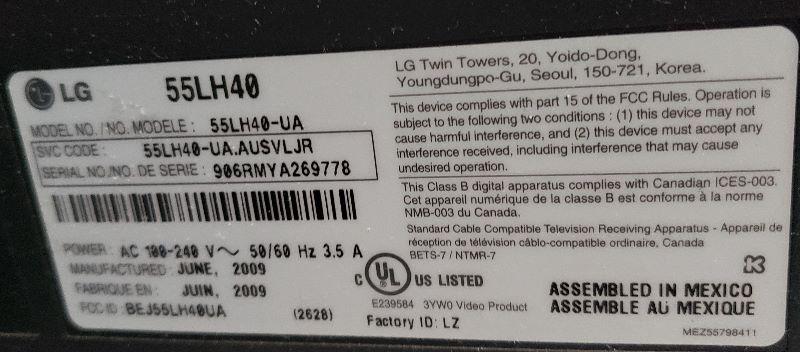 LG 55LH40
MODEL NO./NO. MODELE : 55LH40-UA
SVC CODE : 55LH40-UA.AUSVLJR
SERIAL NO./NO. DE SERIE : 906RMYA269778
POWER: AC 100-240 V～ 50/60 Hz 3.5 A
MANUFACTURED: JUNE, 2009
FABRIQUE EN : JUIN, 2009
FCC ID : BEJ55LH40UA (2628)
LG Twin Towers, 20, Yoido-Dong,
Youngdungpo-Gu, Seoul, 150-721, Korea.
This device complies with part 15 of the FCC Rules. Operation is
subject to the following two conditions : (1) this device may not
cause harmful interference, and (2) this device must accept any
interference received, including interference that may cause
undesired operation.
This Class B digital apparatus complies with Canadian ICES-003.
Cet appareil numérique de la classe B est conforme à la norme
NMB-003 du Canada.
Standard Cable Compatible Television Receiving Apparatus - Appareil de
réception de télévision câblo-compatible ordinaire, Canada
BETS-7 / NTMR-7
C UL US LISTED
E239584 3YW0 Video Product
Factory ID: LZ
ASSEMBLED IN MEXICO
ASSEMBLE AU MEXIQUE
MEZ55798411